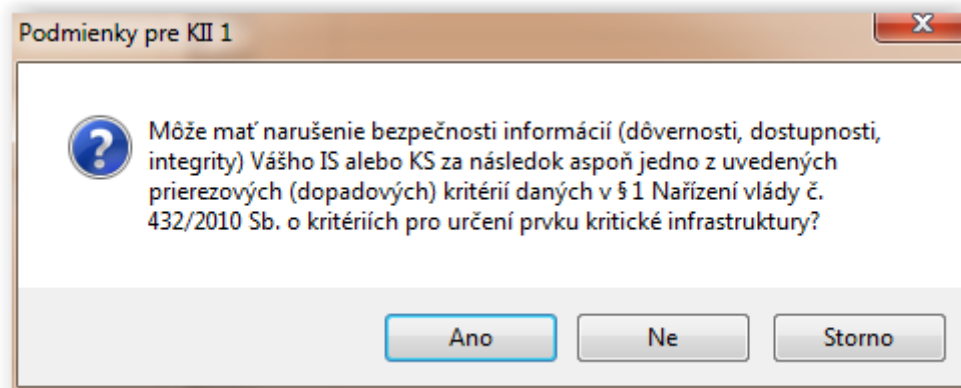 Podmienky pre KII 1
Môže mať narušenie bezpečnosti informácií (dôvernosti, dostupnosti,
integrity) Vášho IS alebo KS za následok aspoň jedno z uvedených
prierezových (dopadových) kritérií daných v § 1 Nařízení vlády č.
432/2010 Sb. o kritériích pro určení prvku kritické infrastruktury?
Ano
Ne
Storno